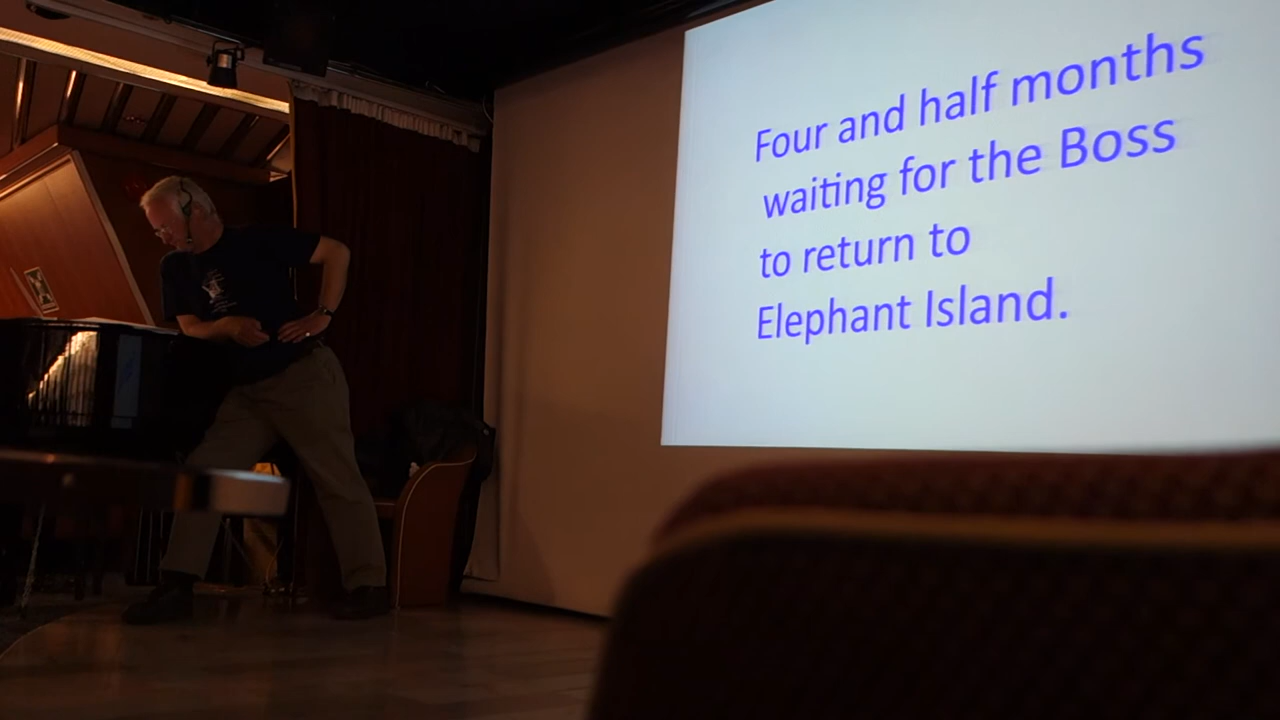 Four and half months
waiting for the Boss
to return to
Elephant Island.